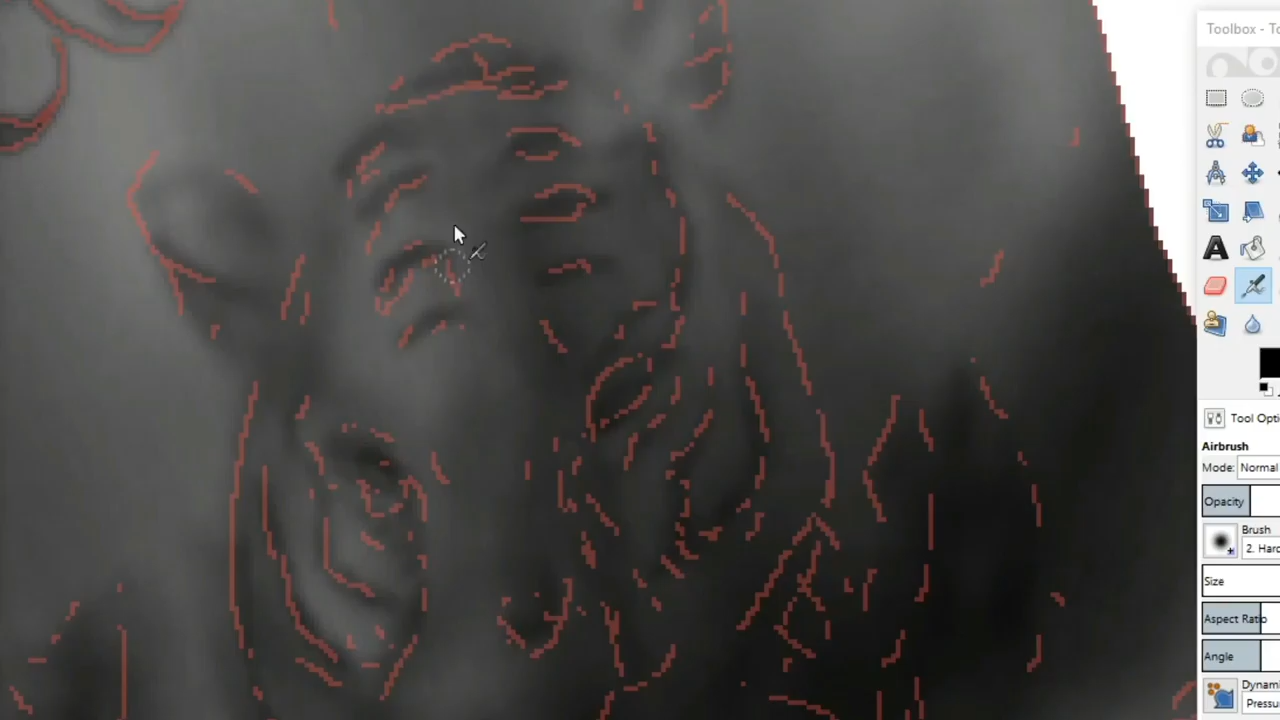 Toolbox - To
Tool Opti
Airbrush
Mode: Normal
Opacity
Brush
2. Hard
Size
Aspect Ratio
Angle
Dynami
Pressu